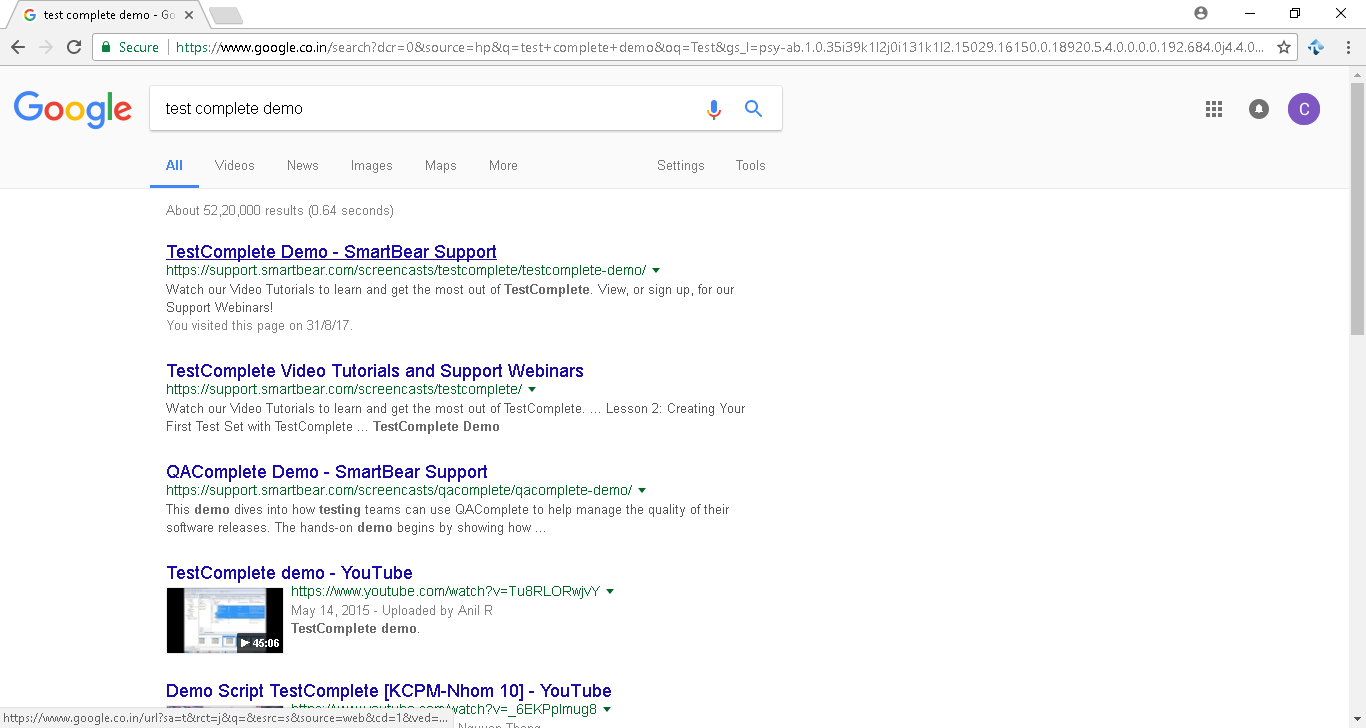 test complete demo - Go
Secure
https://www.google.co.in/search?dcr=0&source=hp&q=test+complete+demo&oq=Test&gs_l=psy-ab.1.0.35i39k1l2j0i131k1l2.15029.16150.0.18920.5.4.0.0.0.0.192.684.0j4.4.0...
Google
test complete demo
C
All Videos News Images Maps More Settings Tools
About 52,20,000 results (0.64 seconds)
TestComplete Demo - SmartBear Support
https://support.smartbear.com/screencasts/testcomplete/testcomplete-demo/
Watch our Video Tutorials to learn and get the most out of TestComplete. View, or sign up, for our
Support Webinars!
You visited this page on 31/8/17.
TestComplete Video Tutorials and Support Webinars
https://support.smartbear.com/screencasts/testcomplete/
Watch our Video Tutorials to learn and get the most out of TestComplete. ... Lesson 2: Creating Your
First Test Set with TestComplete ... TestComplete Demo
QAComplete Demo - SmartBear Support
https://support.smartbear.com/screencasts/qacomplete/qacomplete-demo/
This demo dives into how testing teams can use QAComplete to help manage the quality of their
software releases. The hands-on demo begins by showing how ...
TestComplete demo - YouTube
https://www.youtube.com/watch?v=Tu8RLORwjvY
May 14, 2015 - Uploaded by Anil R
TestComplete demo.
45:06
Demo Script TestComplete [KCPM-Nhom 10] - YouTube
https://www.youtube.com/watch?v=_6EKPplmug8
https://www.google.co.in/url?sa=t&rct=j&q=&esrc=s&source=web&cd=1&ved=...